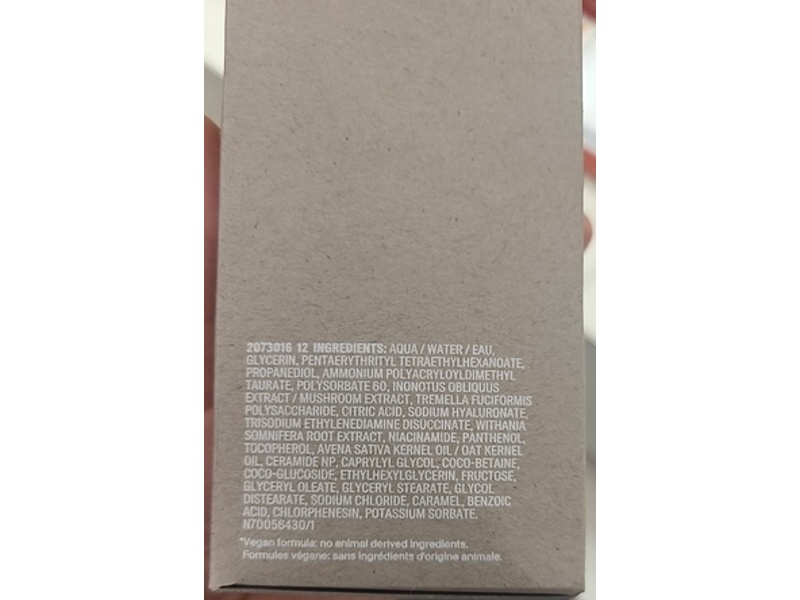 2073016 12 INGREDIENTS: AQUA / WATER / EAU,
GLYCERIN, PENTAERYTHRITYL TETRAETHYLHEXANOATE,
PROPANEDIOL, AMMONIUM POLYACRYLOYLDIMETHYL
TAURATE, POLYSORBATE 60, INONOTUS OBLIQUUS
EXTRACT / MUSHROOM EXTRACT, TREMELLA FUCIFORMIS
POLYSACCHARIDE, CITRIC ACID, SODIUM HYALURONATE,
TRISODIUM ETHYLENEDIAMINE DISUCCINATE, WITHANIA
SOMNIFERA ROOT EXTRACT, NIACINAMIDE, PANTHENOL,
TOCOPHEROL, AVENA SATIVA KERNEL OIL / OAT KERNEL
OIL, CERAMIDE NP, CAPRYLYL GLYCOL, COCO-BETAINE,
COCO-GLUCOSIDE, ETHYLHEXYLGLYCERIN, FRUCTOSE,
GLYCERYL OLEATE, GLYCERYL STEARATE, GLYCOL
DISTEARATE, SODIUM CHLORIDE, CARAMEL, BENZOIC
ACID, CHLORPHENESIN, POTASSIUM SORBATE.
N70056430/1
*Vegan formula: no animal derived ingredients.
Formules végane: sans ingrédients d'origine animale.